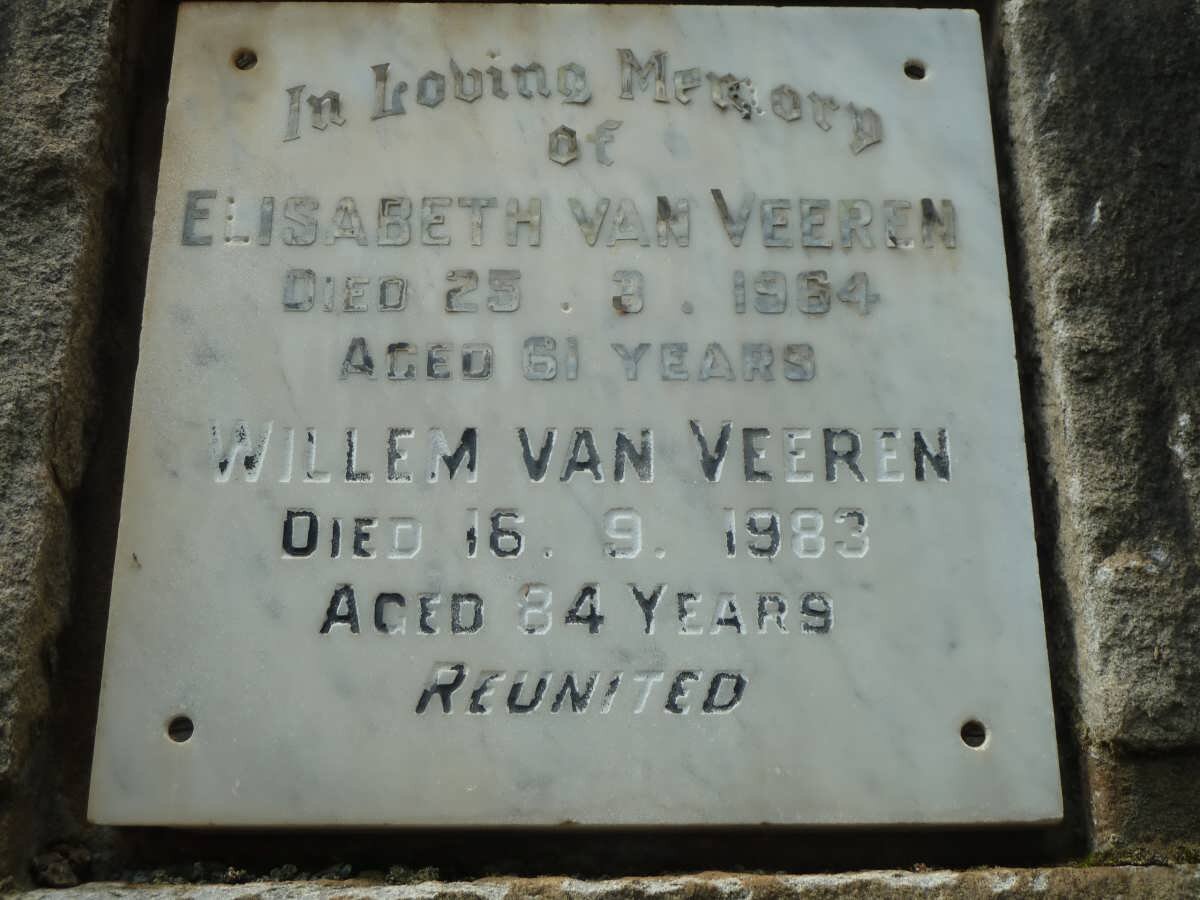 In Loving Memory
of
ELISABETH VAN VEEREN
DIED 25 . 3 . 1964
AGED 61 YEARS
WILLEM VAN VEEREN
DIED 16 . 9 . 1983
AGED 84 YEARS
REUNITED